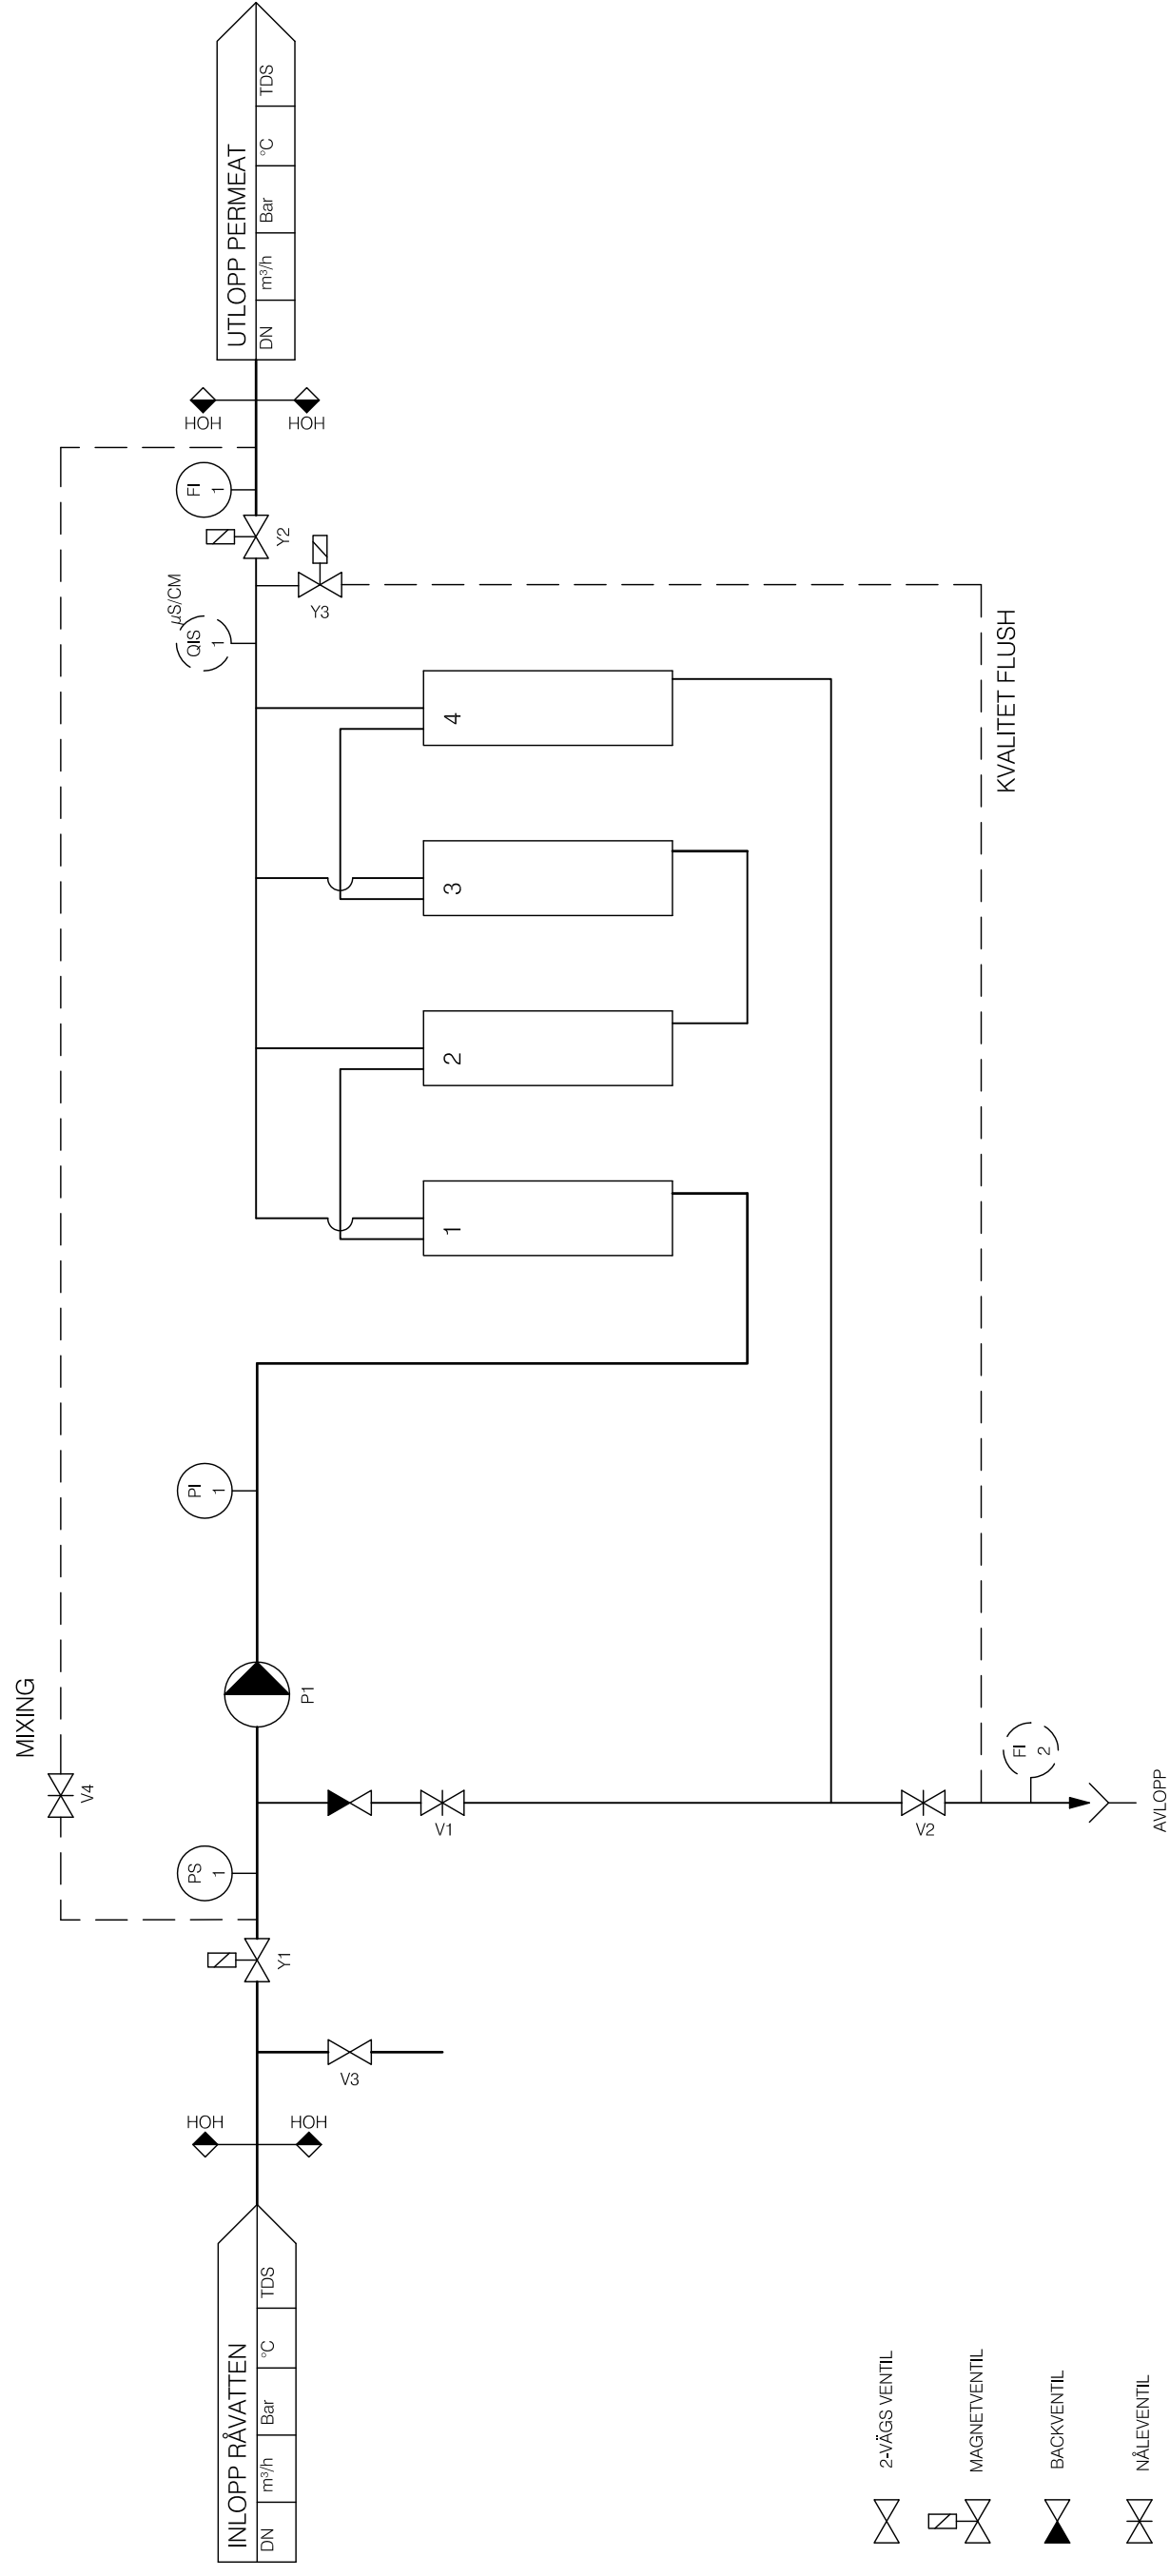 MIXING
V4
INLOPP RÅVATTEN
DN m³/h Bar °C TDS
HOH
HOH
V3
Y1
PS
1
P1
PI
1
V1
V2
FI
2
AVLOPP
1
2
3
4
QIS
1
µS/CM
Y3
Y2
FI
1
HOH
HOH
UTLOPP PERMEAT
DN m³/h Bar °C TDS
KVALITET FLUSH
2-VÄGS VENTIL
MAGNETVENTIL
BACKVENTIL
NÅLEVENTIL